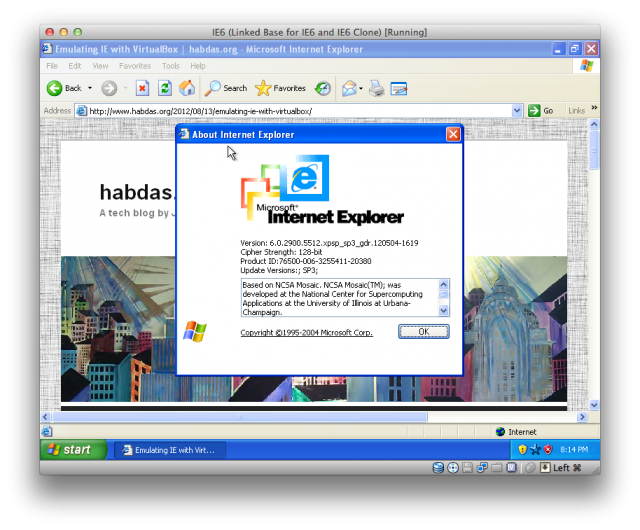 IE6 (Linked Base for IE6 and IE6 Clone) [Running]
Emulating IE with VirtualBox | habdas.org - Microsoft Internet Explorer
File Edit View Favorites Tools Help
Back Search Favorites
Address http://www.habdas.org/2012/08/13/emulating-ie-with-virtualbox/ Go Links »
About Internet Explorer
habdas.
A tech blog by J
Microsoft®
Internet Explorer
Version: 6.0.2900.5512.xpsp_sp3_gdr.120504-1619
Cipher Strength: 128-bit
Product ID:76500-006-3255411-20380
Update Versions:; SP3;
Based on NCSA Mosaic. NCSA Mosaic(TM); was
developed at the National Center for Supercomputing
Applications at the University of Illinois at Urbana-
Champaign.
Copyright ©1995-2004 Microsoft Corp. OK
Internet
start Emulating IE with Virt... 8:14 PM
Left ⌘